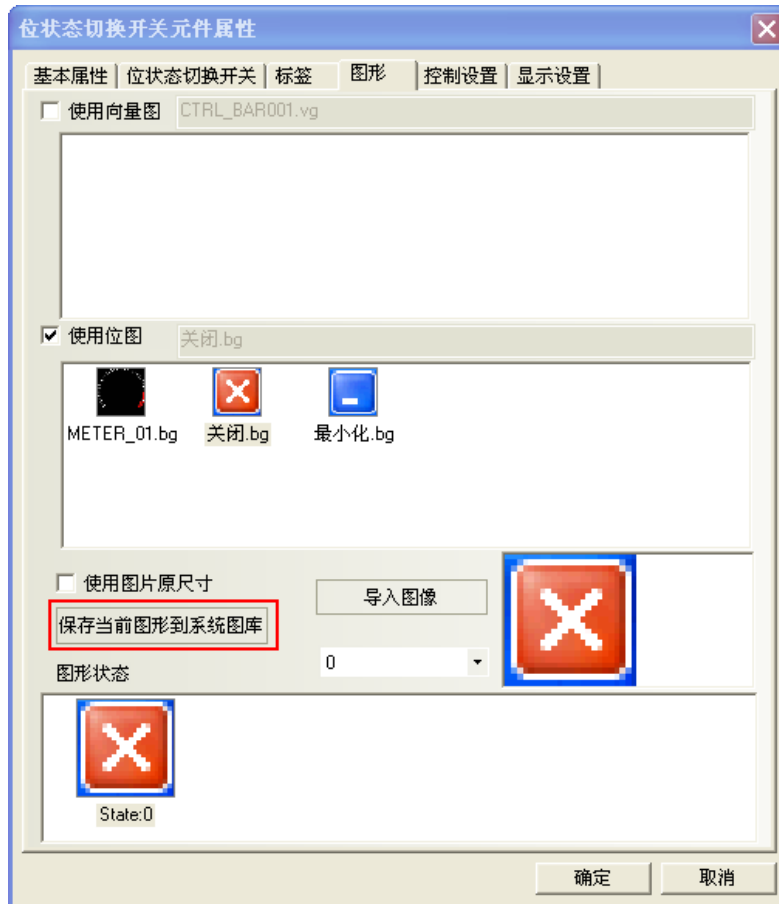 位状态切换开关元件属性
基本属性 位状态切换开关 标签 图形 控制设置 显示设置
使用向量图 CTRL_BAR001.vg
使用位图 关闭.bg
METER_01.bg 关闭.bg 最小化.bg
使用图片原尺寸
导入图像
保存当前图形到系统图库
0
图形状态
State:0
确定 取消